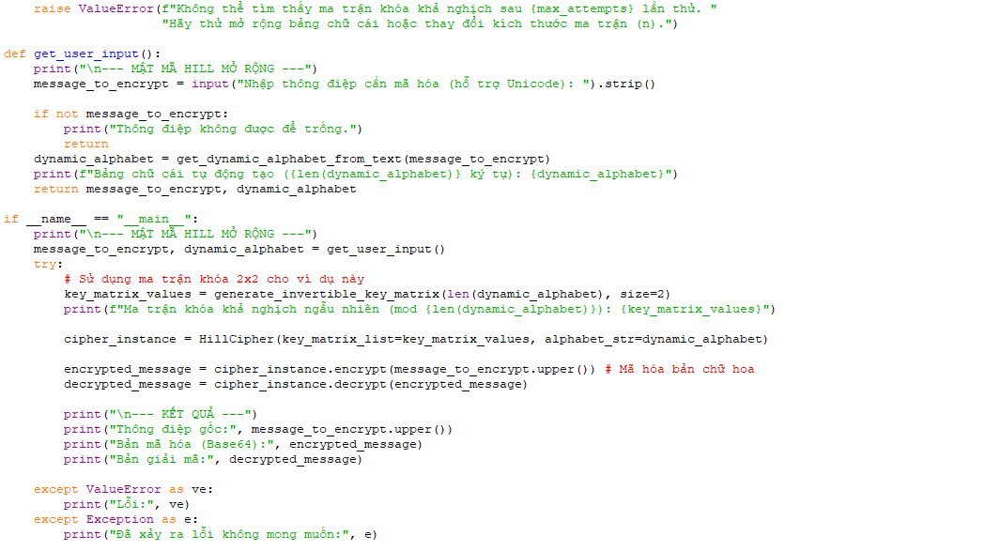 raise ValueError(f"Không thể tìm thấy ma trận khóa khả nghịch sau {max_attempts} lần thử. "
                     "Hãy thử mở rộng bảng chữ cái hoặc thay đổi kích thước ma trận (n).")

def get_user_input():
    print("\n--- MẬT MÃ HILL MỞ RỘNG ---")
    message_to_encrypt = input("Nhập thông điệp cần mã hóa (hỗ trợ Unicode): ").strip()

    if not message_to_encrypt:
        print("Thông điệp không được để trống.")
        return
    dynamic_alphabet = get_dynamic_alphabet_from_text(message_to_encrypt)
    print(f"Bảng chữ cái tự động tạo ({len(dynamic_alphabet)} ký tự): {dynamic_alphabet}")
    return message_to_encrypt, dynamic_alphabet

if __name__ == "__main__":
    print("\n--- MẬT MÃ HILL MỞ RỘNG ---")
    message_to_encrypt, dynamic_alphabet = get_user_input()
    try:
        # Sử dụng ma trận khóa 2x2 cho ví dụ này
        key_matrix_values = generate_invertible_key_matrix(len(dynamic_alphabet), size=2)
        print(f"Ma trận khóa khả nghịch ngẫu nhiên (mod {len(dynamic_alphabet)}): {key_matrix_values}")

        cipher_instance = HillCipher(key_matrix_list=key_matrix_values, alphabet_str=dynamic_alphabet)

        encrypted_message = cipher_instance.encrypt(message_to_encrypt.upper()) # Mã hóa bản chữ hoa
        decrypted_message = cipher_instance.decrypt(encrypted_message)

        print("\n--- KẾT QUẢ ---")
        print("Thông điệp gốc:", message_to_encrypt.upper())
        print("Bản mã hóa (Base64):", encrypted_message)
        print("Bản giải mã:", decrypted_message)

    except ValueError as ve:
        print("Lỗi:", ve)
    except Exception as e:
        print("Đã xảy ra lỗi không mong muốn:", e)